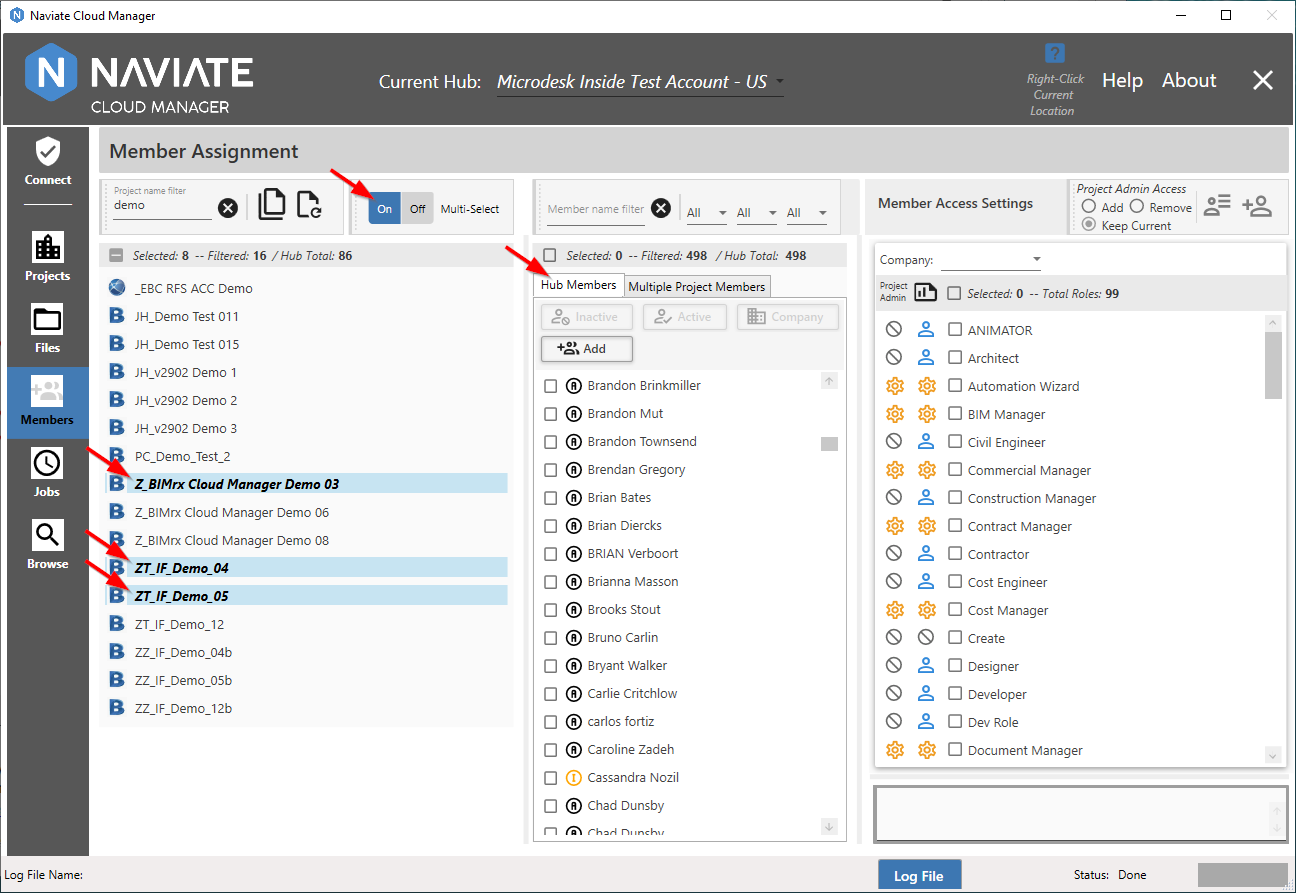 Naviate Cloud Manager
NAVIATE
CLOUD MANAGER
Current Hub: Microdesk Inside Test Account - US
Right-Click
Current
Location
Help
About
Connect
Projects
Files
Members
Jobs
Browse
Member Assignment
Project name filter
demo
On
Off
Multi-Select
Selected: 8 -- Filtered: 16 / Hub Total: 86
_EBC RFS ACC Demo
JH_Demo Test 011
JH_Demo Test 015
JH_v2902 Demo 1
JH_v2902 Demo 2
JH_v2902 Demo 3
PC_Demo_Test_2
Z_BIMrx Cloud Manager Demo 03
Z_BIMrx Cloud Manager Demo 06
Z_BIMrx Cloud Manager Demo 08
ZT_IF_Demo_04
ZT_IF_Demo_05
ZT_IF_Demo_12
ZZ_IF_Demo_04b
ZZ_IF_Demo_05b
ZZ_IF_Demo_12b
Member name filter
All
All
All
Selected: 0 -- Filtered: 498 / Hub Total: 498
Hub Members
Multiple Project Members
Inactive
Active
Company
Add
Brandon Brinkmiller
Brandon Mut
Brandon Townsend
Brendan Gregory
Brian Bates
Brian Diercks
BRIAN Verboort
Brianna Masson
Brooks Stout
Bruno Carlin
Bryant Walker
Carlie Critchlow
carlos fortiz
Caroline Zadeh
Cassandra Nozil
Chad Dunsby
Chad Dunsby
Member Access Settings
Project Admin Access
Add
Remove
Keep Current
Company:
Project
Admin
Selected: 0 -- Total Roles: 99
ANIMATOR
Architect
Automation Wizard
BIM Manager
Civil Engineer
Commercial Manager
Construction Manager
Contract Manager
Contractor
Cost Engineer
Cost Manager
Create
Designer
Developer
Dev Role
Document Manager
Log File Name:
Log File
Status: Done